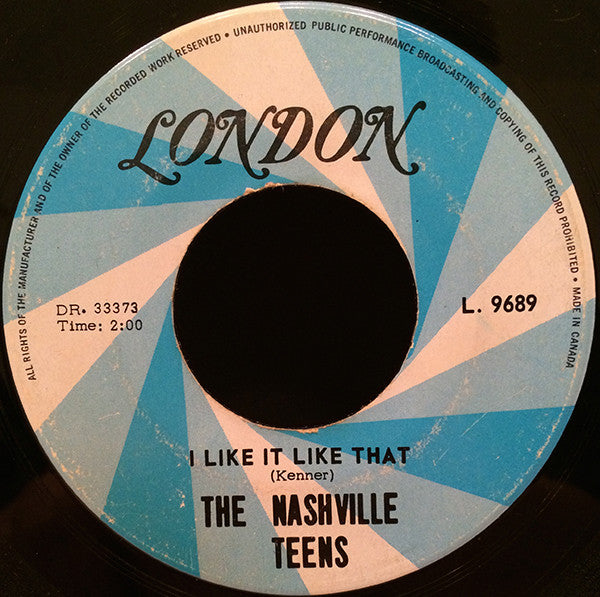 ALL RIGHTS OF THE MANUFACTURER AND OF THE OWNER OF THE RECORDED WORK RESERVED • UNAUTHORIZED PUBLIC PERFORMANCE BROADCASTING AND COPYING OF THIS RECORD PROHIBITED • MADE IN CANADA
LONDON
DR. 33373
Time: 2:00
L. 9689
I LIKE IT LIKE THAT
(Kenner)
THE NASHVILLE
TEENS